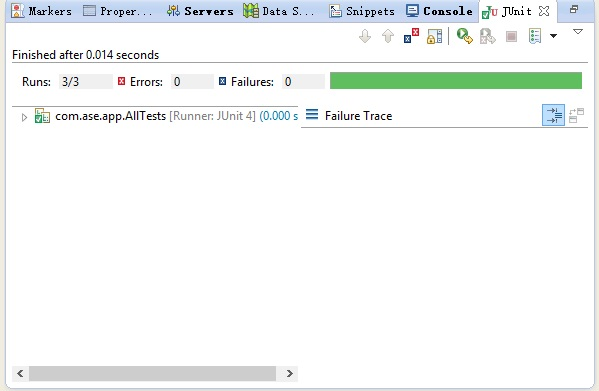 Markers Proper... Servers Data S... Snippets Console JUnit
Finished after 0.014 seconds
Runs: 3/3 Errors: 0 Failures: 0
com.ase.app.AllTests [Runner: JUnit 4] (0.000 s Failure Trace